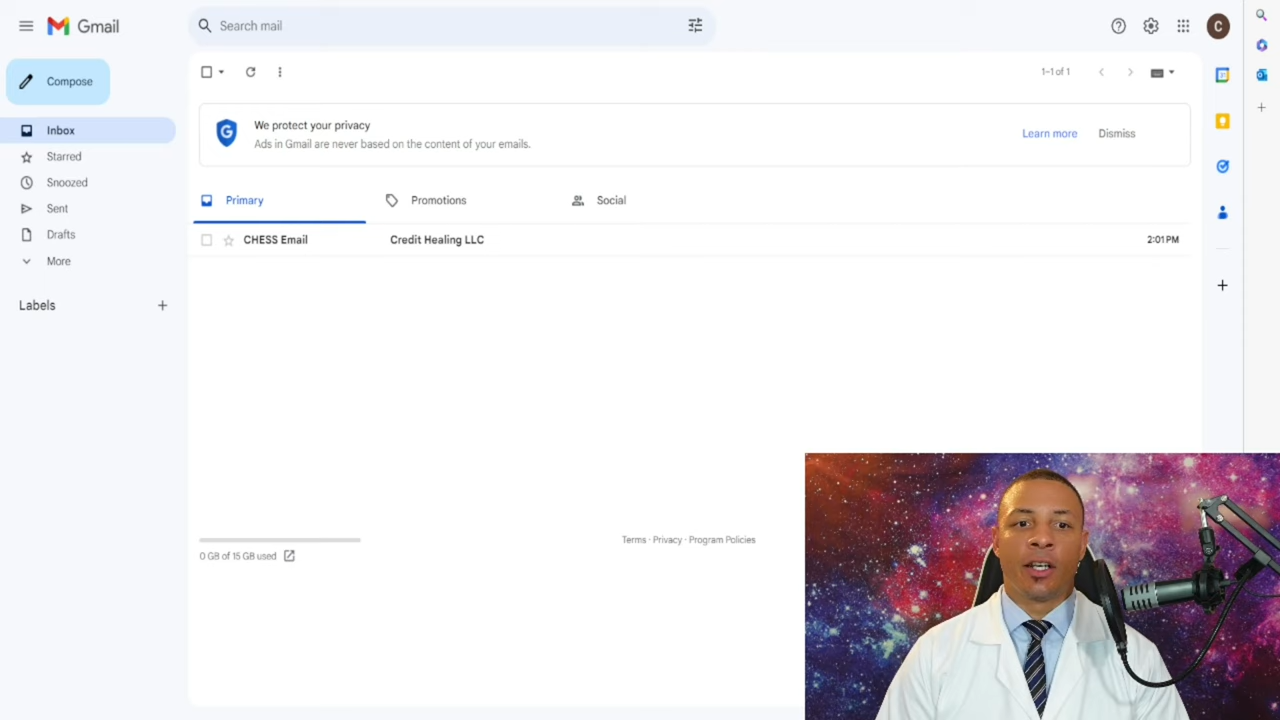 Gmail
Search mail
C
Compose
1–1 of 1
Inbox
Starred
Snoozed
Sent
Drafts
More
Labels
We protect your privacy
Ads in Gmail are never based on the content of your emails.
Learn more
Dismiss
Primary
Promotions
Social
CHESS Email
Credit Healing LLC
2:01 PM
0 GB of 15 GB used
Terms · Privacy · Program Policies